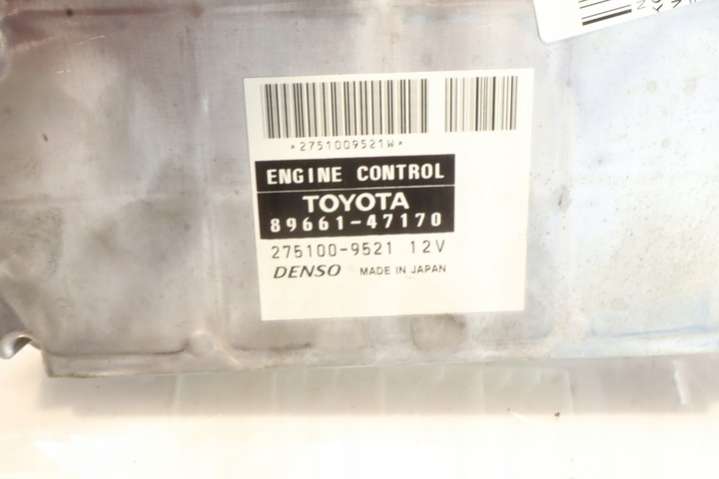 *2751009521W*
ENGINE CONTROL
TOYOTA
89661-47170
275100-9521 12V
DENSO MADE IN JAPAN